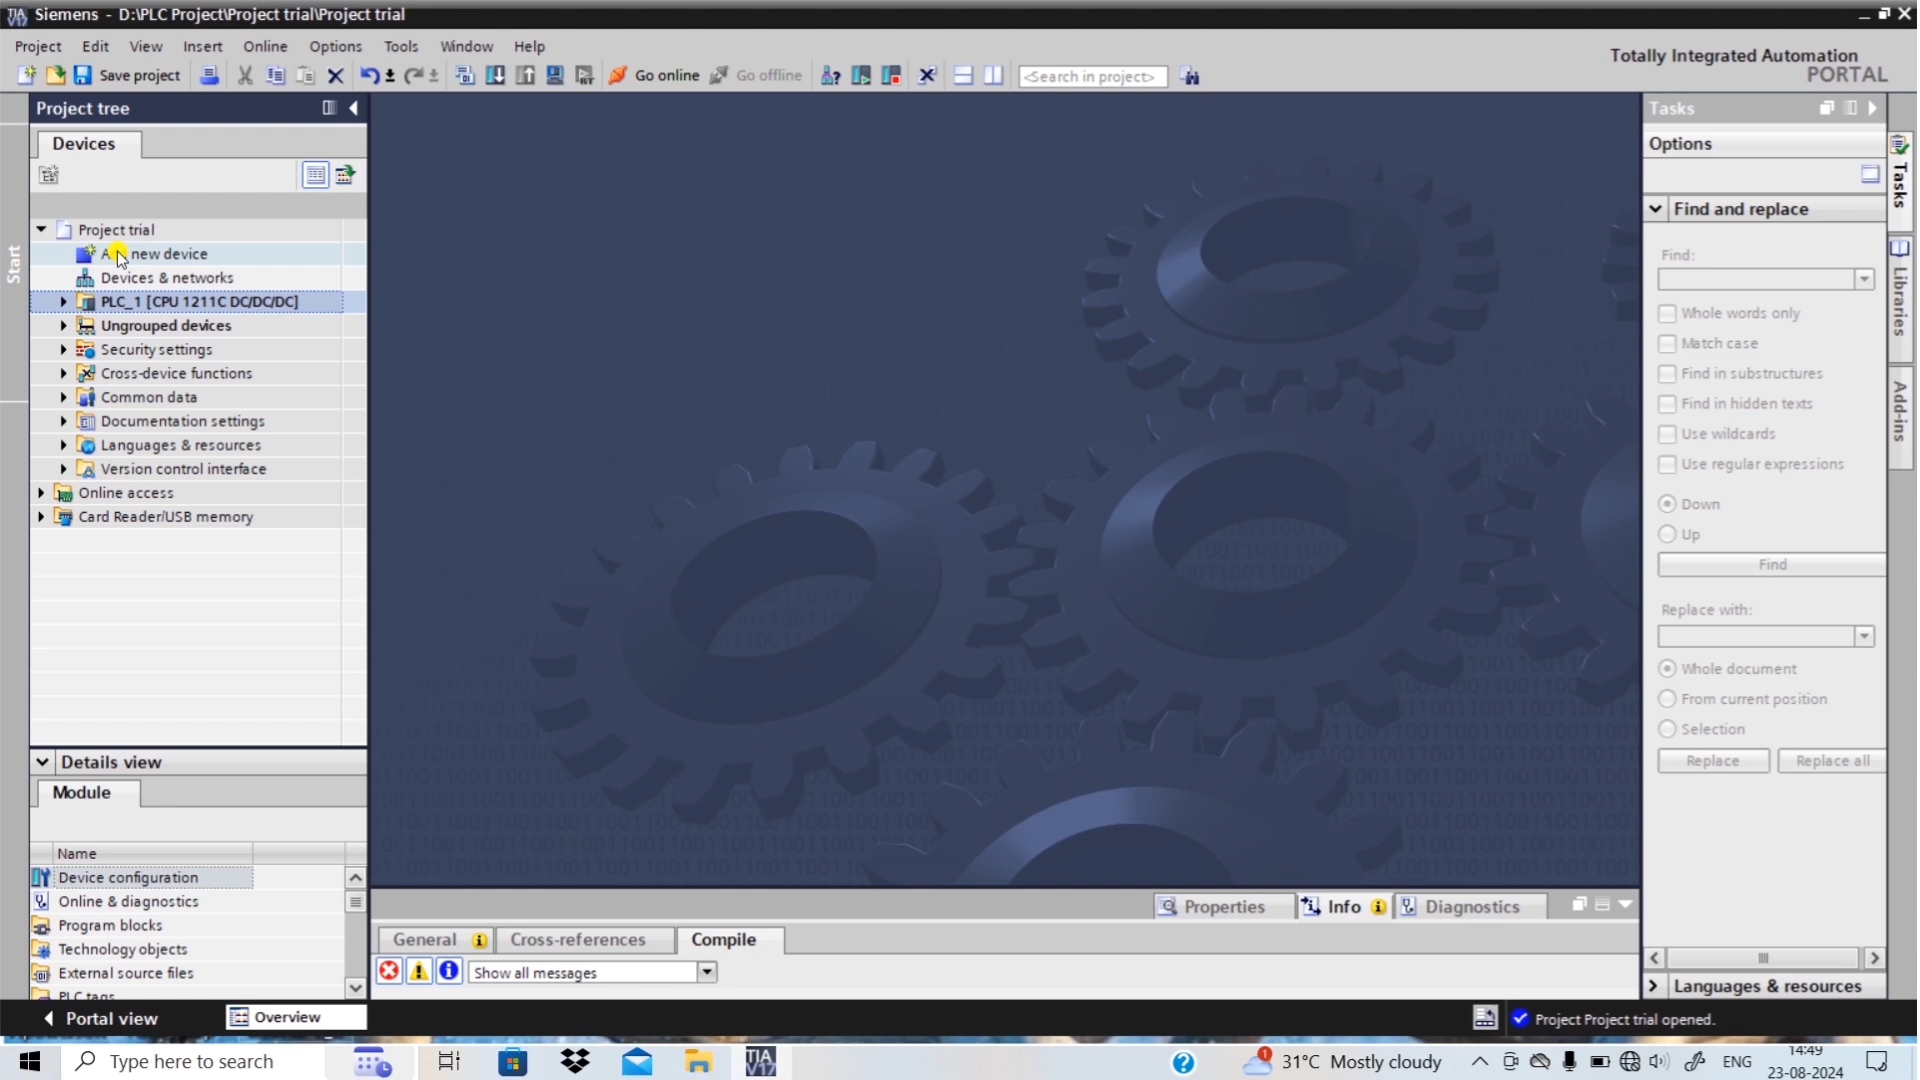 Siemens - D:\PLC Project\Project trial\Project trial
Project Edit View Insert Online Options Tools Window Help
Totally Integrated Automation
PORTAL
Save project Go online Go offline <Search in project>
Project tree
Devices
Start
Project trial
new device
Devices & networks
PLC_1 [CPU 1211C DC/DC/DC]
Ungrouped devices
Security settings
Cross-device functions
Common data
Documentation settings
Languages & resources
Version control interface
Online access
Card Reader/USB memory
Details view
Module
Name
Device configuration
Online & diagnostics
Program blocks
Technology objects
External source files
PLC tags
Portal view
Overview
Properties Info Diagnostics
General Cross-references Compile
Show all messages
Tasks
Options
Find and replace
Find:
Whole words only
Match case
Find in substructures
Find in hidden texts
Use wildcards
Use regular expressions
Down
Up
Find
Replace with:
Whole document
From current position
Selection
Replace Replace all
Languages & resources
Tasks
Libraries
Add-ins
Project Project trial opened.
Type here to search
TIA V17
1
31°C Mostly cloudy
ENG
14:49
23-08-2024